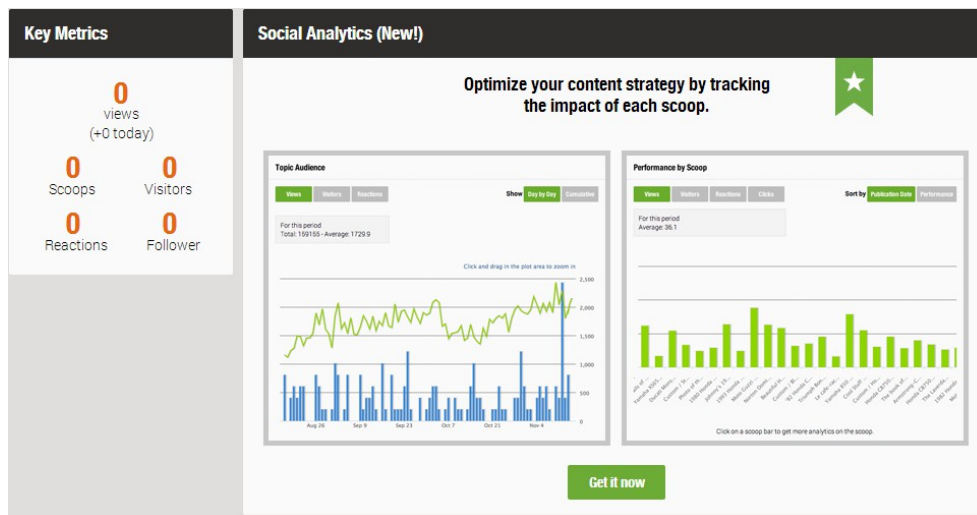 Key Metrics
0
views
(+0 today)
0
Scoops
0
Visitors
0
Reactions
0
Follower
Social Analytics (New!)
Optimize your content strategy by tracking
the impact of each scoop.
Topic Audience
Views Visitors Reactions
Show Day by Day Cumulative
For this period
Total: 159155 - Average: 1729.9
Click and drag in the plot area to zoom in
2,500
2,000
1,500
1,000
500
0
Aug 26 Sep 9 Sep 23 Oct 7 Oct 21 Nov 4
Performance by Scoop
Views Visitors Reactions Clicks
Sort by Publication Date Performance
For this period
Average: 36.1
Click on a scoop bar to get more analytics on the scoop.
Get it now